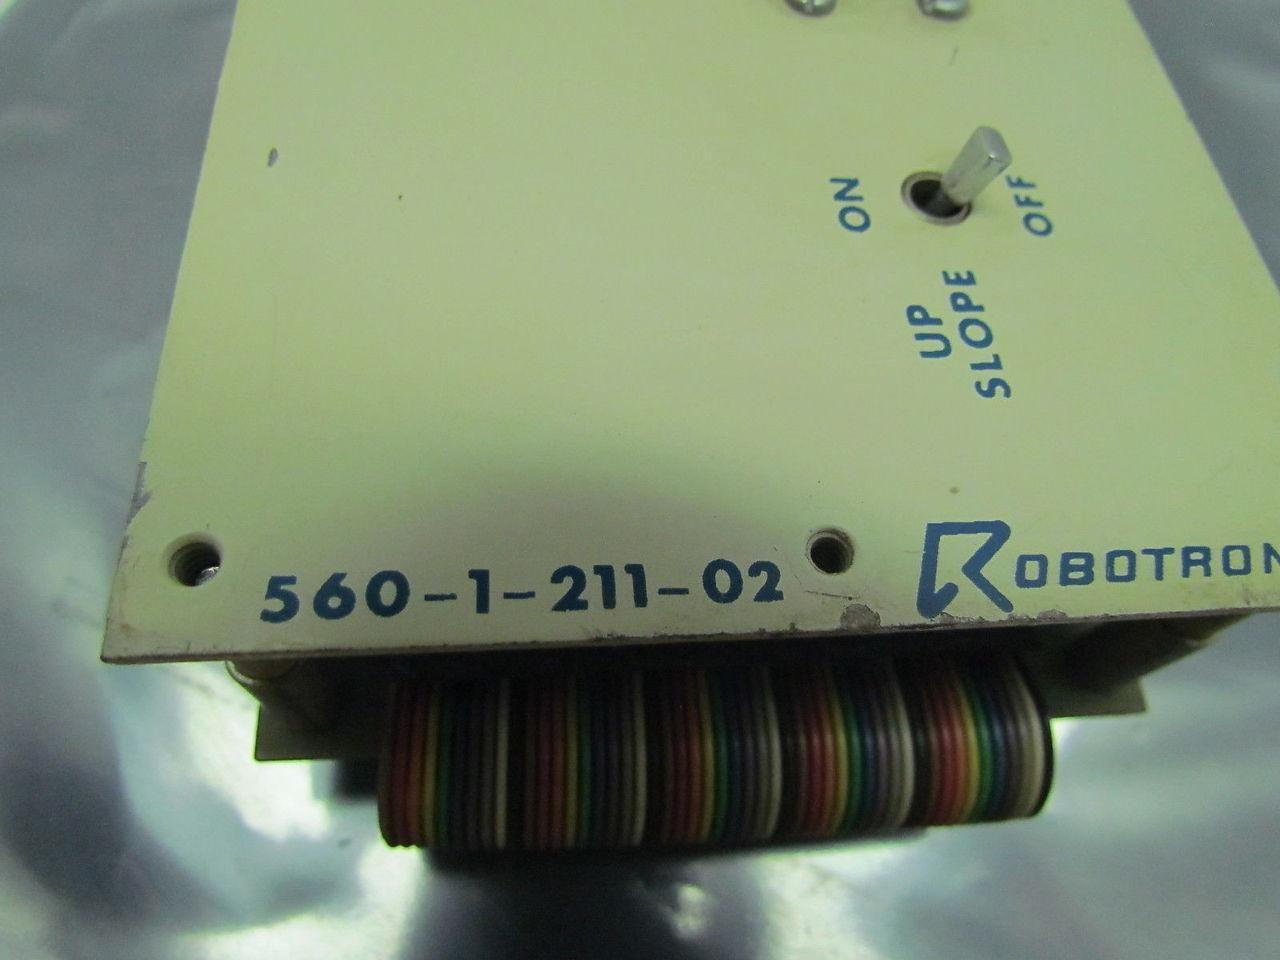 ON
OFF
UP
SLOPE
560-1-211-02
ROBOTRON